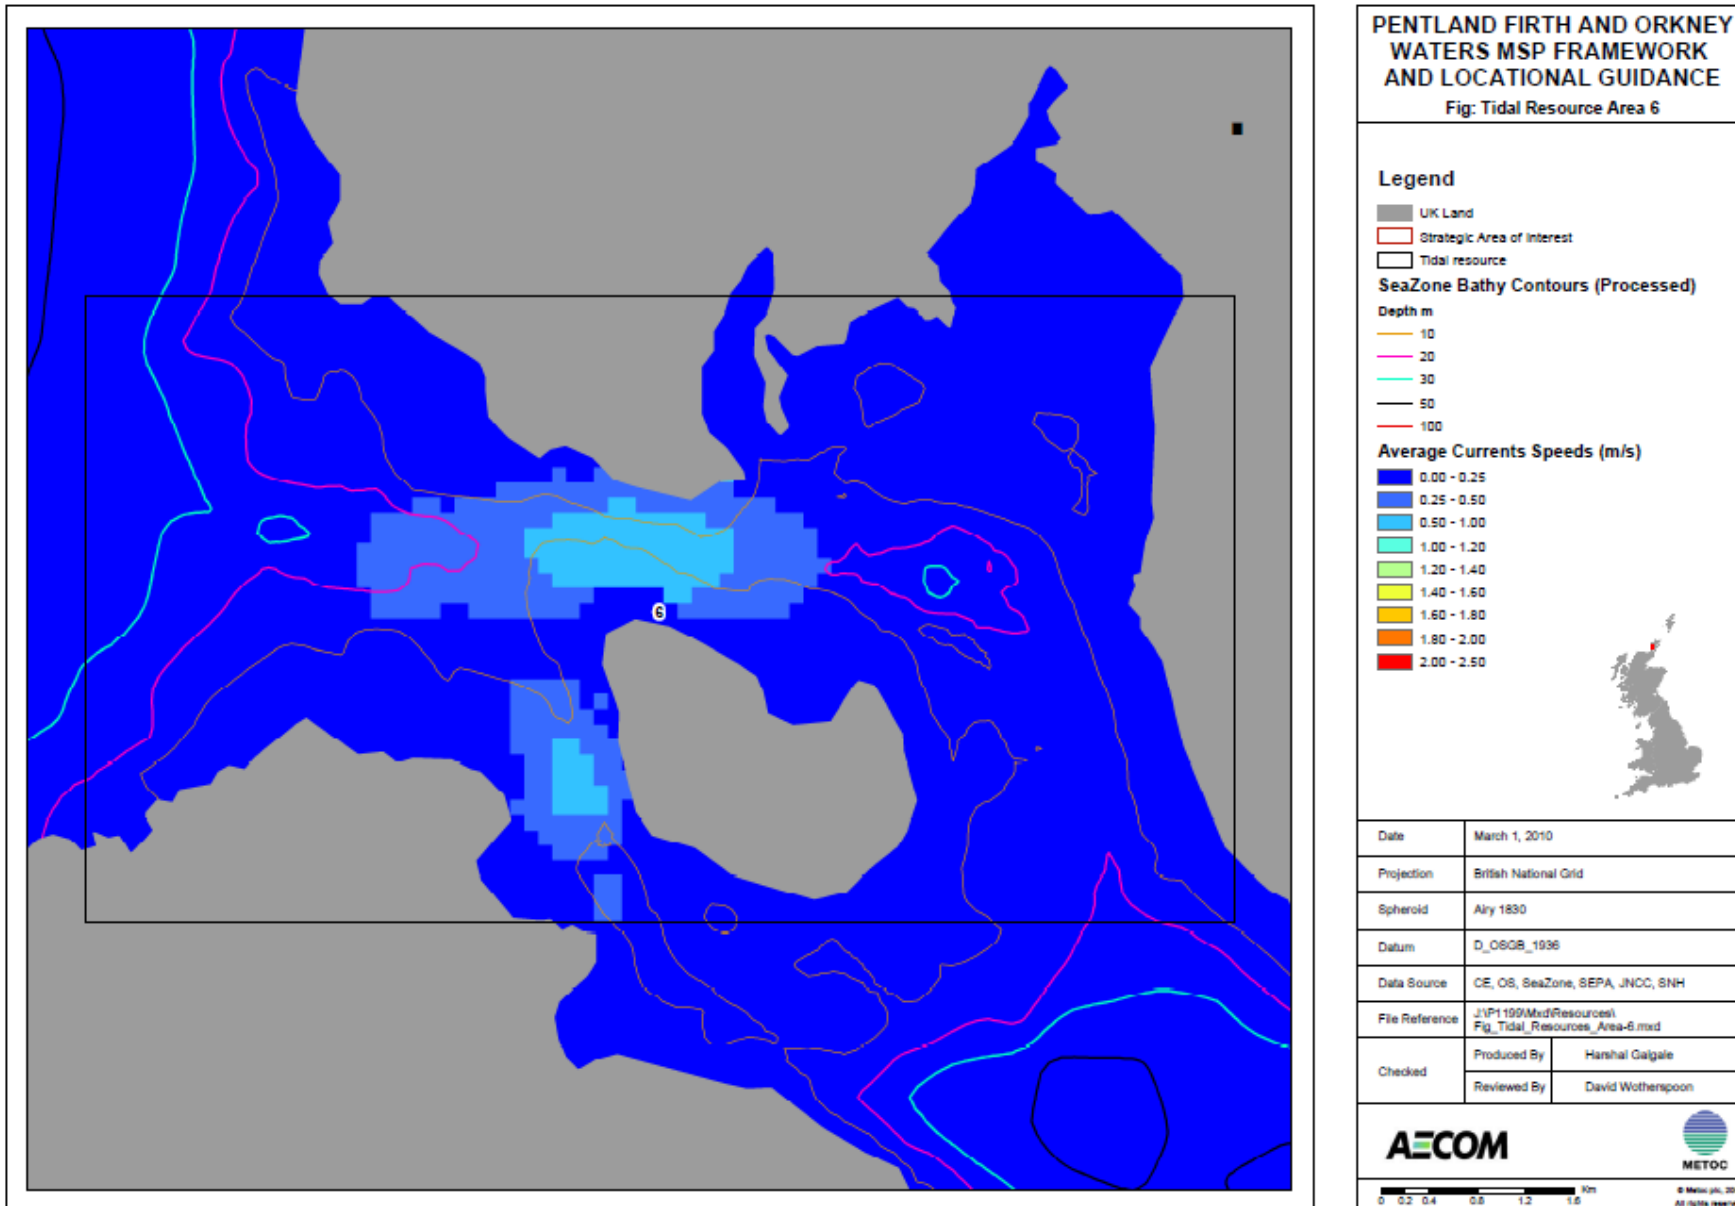 PENTLAND FIRTH AND ORKNEY
WATERS MSP FRAMEWORK
AND LOCATIONAL GUIDANCE
Fig: Tidal Resource Area 6
Legend
UK Land
Strategic Area of Interest
Tidal resource
SeaZone Bathy Contours (Processed)
Depth m
10
20
30
50
100
Average Currents Speeds (m/s)
0.00 - 0.25
0.25 - 0.50
0.50 - 1.00
1.00 - 1.20
1.20 - 1.40
1.40 - 1.60
1.60 - 1.80
1.80 - 2.00
2.00 - 2.50
6
Date March 1, 2010
Projection British National Grid
Spheroid Airy 1830
Datum D_OSGB_1936
Data Source CE, OS, SeaZone, SEPA, JNCC, SNH
File Reference J:\P1199\Mxd\Resources\
Fig_Tidal_Resources_Area-6.mxd
Checked
Produced By Harshal Galgale
Reviewed By David Wotherspoon
AECOM
METOC
Km
0 0.2 0.4 0.8 1.2 1.6
© Metoc plc, 20
All rights